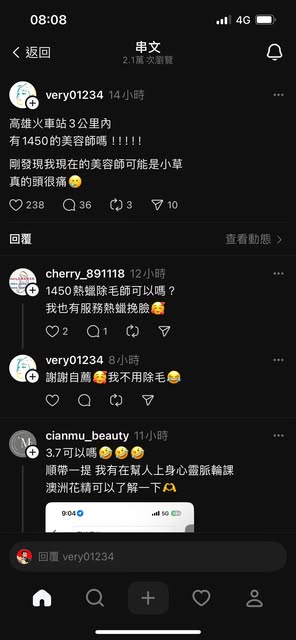 08:08
4G
返回
串文
2.1萬 次瀏覽
very01234 14小時
高雄火車站3公里內
有1450的美容師嗎!!!!!
剛發現我現在的美容師可能是小草
真的頭很痛🥲
238 36 3 10
回覆
查看動態
cherry_891118 12小時
1450熱蠟除毛師可以嗎?
我也有服務熱蠟挽臉🥰
2 1
very01234 8小時
謝謝自薦🥰我不用除毛😂
cianmu_beauty 11小時
3.7可以嗎🤣🤣🤣
順帶一提 我有在幫人上身心靈脈輪課
澳洲花精可以了解一下🫶
9:04
5G
回覆 very01234